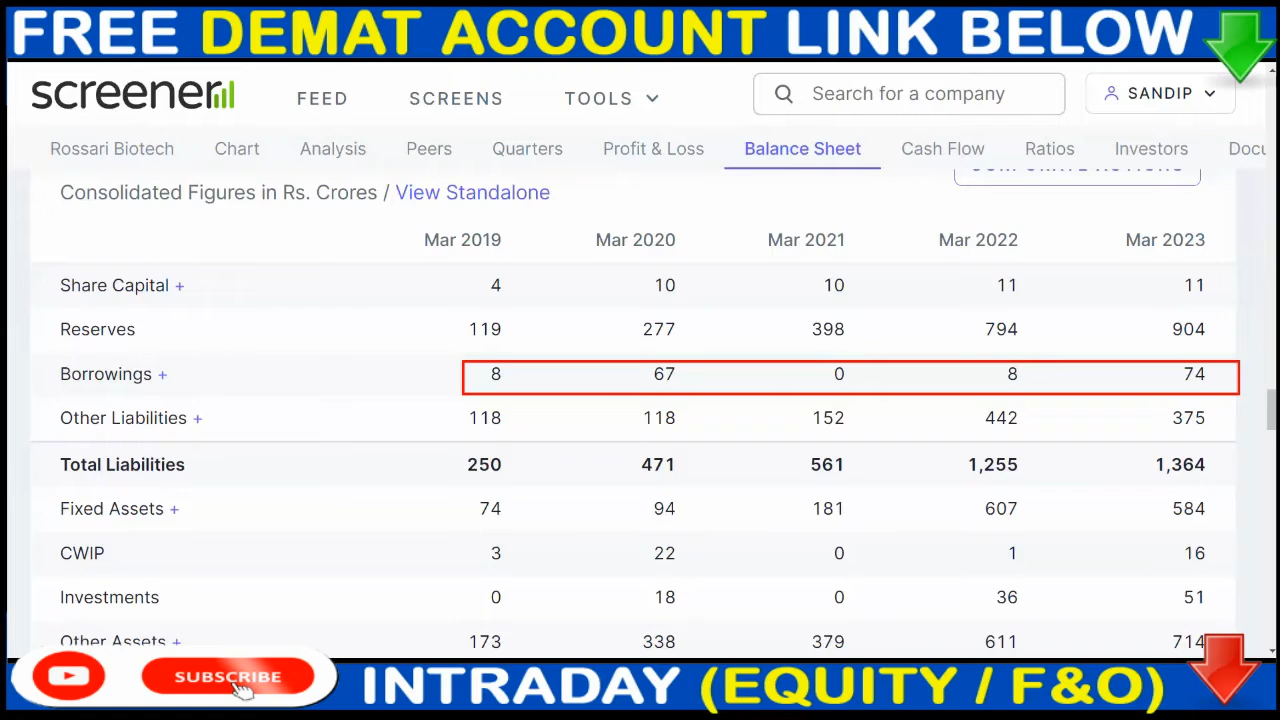 FREE DEMAT ACCOUNT LINK BELOW
screener
FEED SCREENS TOOLS
Search for a company
SANDIP
Rossari Biotech Chart Analysis Peers Quarters Profit & Loss Balance Sheet Cash Flow Ratios Investors Docu
Consolidated Figures in Rs. Crores / View Standalone
CORPORATE ACTIONS
Mar 2019 Mar 2020 Mar 2021 Mar 2022 Mar 2023
Share Capital + 4 10 10 11 11
Reserves 119 277 398 794 904
Borrowings + 8 67 0 8 74
Other Liabilities + 118 118 152 442 375
Total Liabilities 250 471 561 1,255 1,364
Fixed Assets + 74 94 181 607 584
CWIP 3 22 0 1 16
Investments 0 18 0 36 51
Other Assets + 173 338 379 611 714
SUBSCRIBE
INTRADAY (EQUITY / F&O)